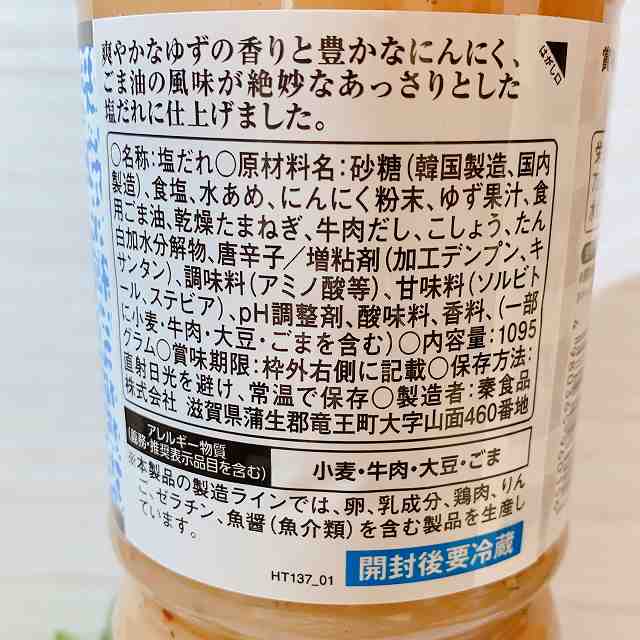 爽やかなゆずの香りと豊かなにんにく、
ごま油の風味が絶妙なあっさりとした
塩だれに仕上げました。
はがし口
○名称:塩だれ○原材料名:砂糖(韓国製造、国内
製造)、食塩、水あめ、にんにく粉末、ゆず果汁、食
用ごま油、乾燥たまねぎ、牛肉だし、こしょう、たん
白加水分解物、唐辛子/増粘剤(加工デンプン、キ
サンタン)、調味料(アミノ酸等)、甘味料(ソルビト
ール、ステビア)、pH調整剤、酸味料、香料、(一部
に小麦・牛肉・大豆・ごまを含む)○内容量:1095
グラム○賞味期限:枠外右側に記載○保存方法:
直射日光を避け、常温で保存○製造者:秦食品
株式会社 滋賀県蒲生郡竜王町大字山面460番地
アレルギー物質
(義務・推奨表示品目を含む)
小麦・牛肉・大豆・ごま
※本製品の製造ラインでは、卵、乳成分、鶏肉、りん
ご、ゼラチン、魚醤(魚介類)を含む製品を生産し
ています。
開封後要冷蔵
HT137_01